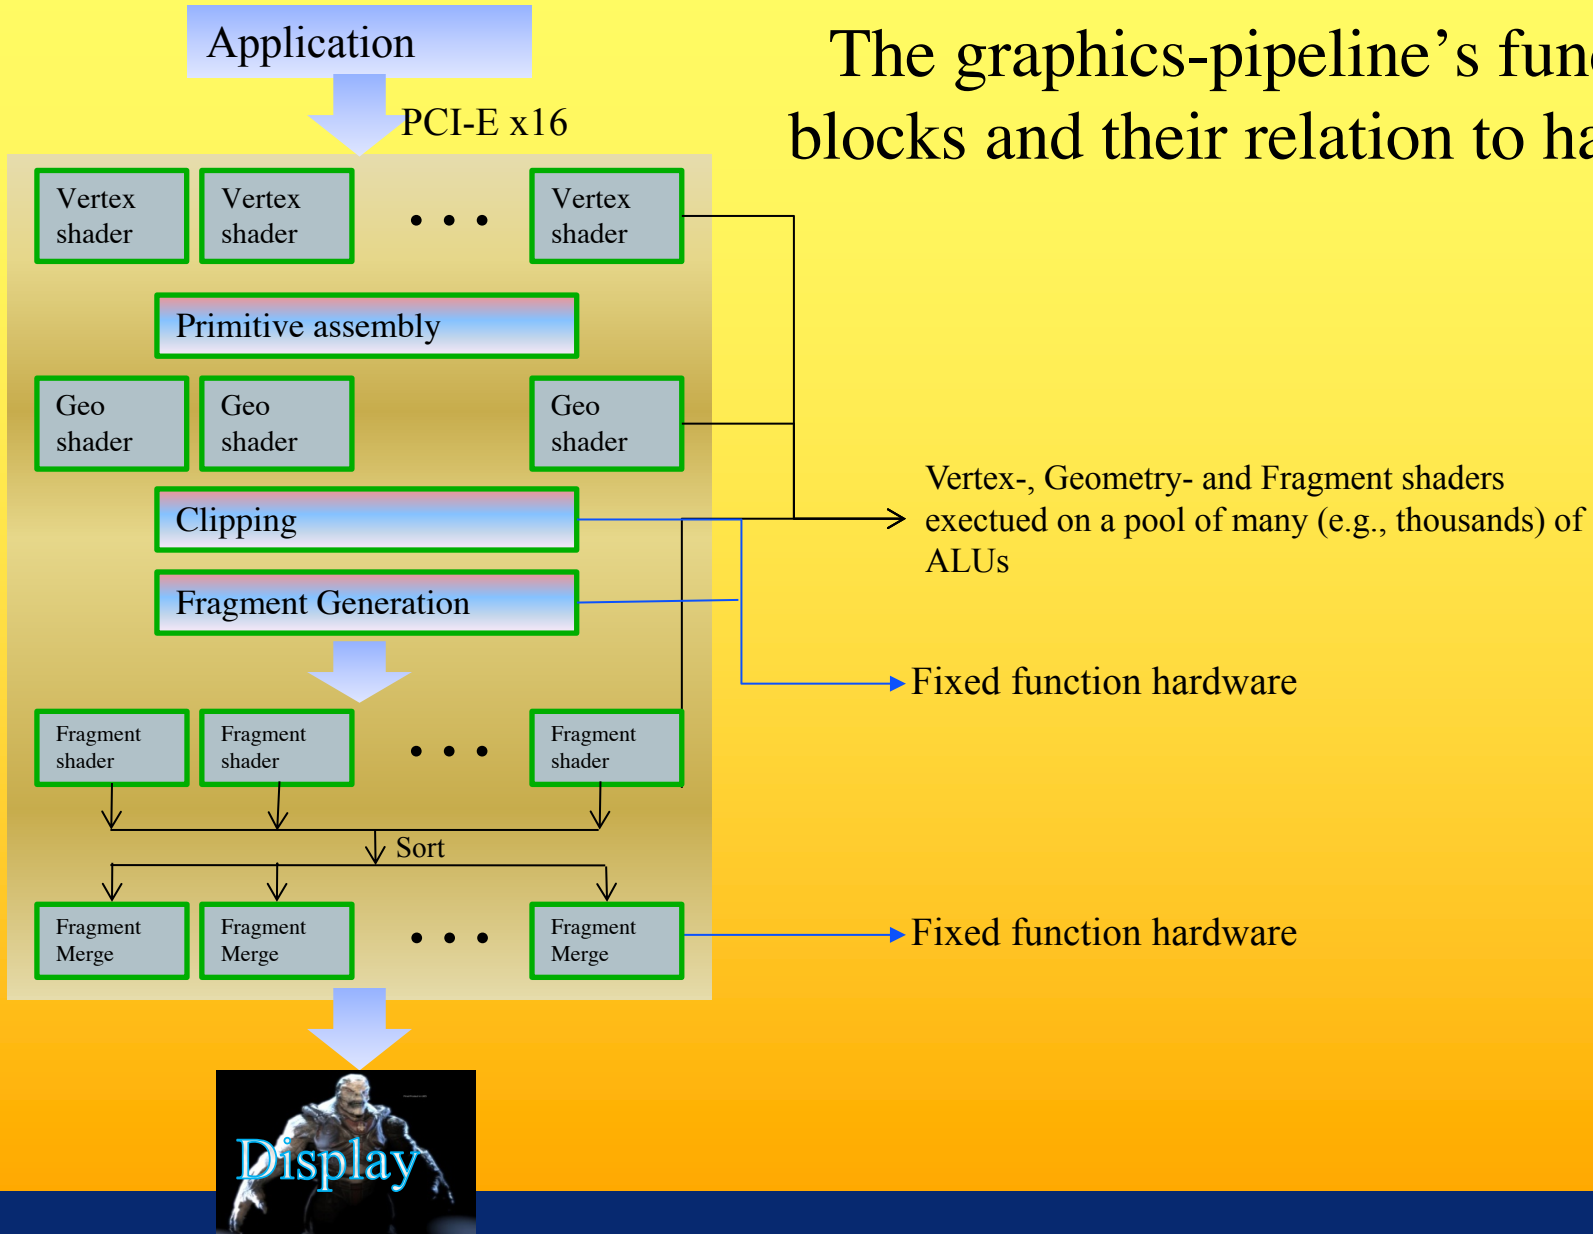 Application
The graphics-pipeline’s func
blocks and their relation to ha
PCI-E x16
Vertex
shader
Vertex
shader
• • •
Vertex
shader
Primitive assembly
Geo
shader
Geo
shader
Geo
shader
Vertex-, Geometry- and Fragment shaders
exectued on a pool of many (e.g., thousands) of
ALUs
Clipping
Fragment Generation
Fixed function hardware
Fragment
shader
Fragment
shader
• • •
Fragment
shader
Sort
Fragment
Merge
Fragment
Merge
• • •
Fragment
Merge
Fixed function hardware
Display